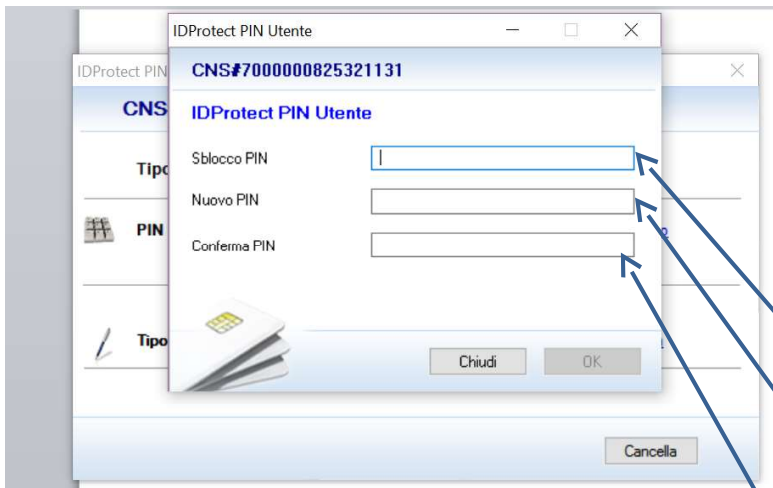 IDProtect PIN Utente
IDProtect PIN
CNS#7000000825321131
CNS
IDProtect PIN Utente
Sblocco PIN
Tipo
Nuovo PIN
PIN
Conferma PIN
Tipo
Chiudi
OK
Cancella